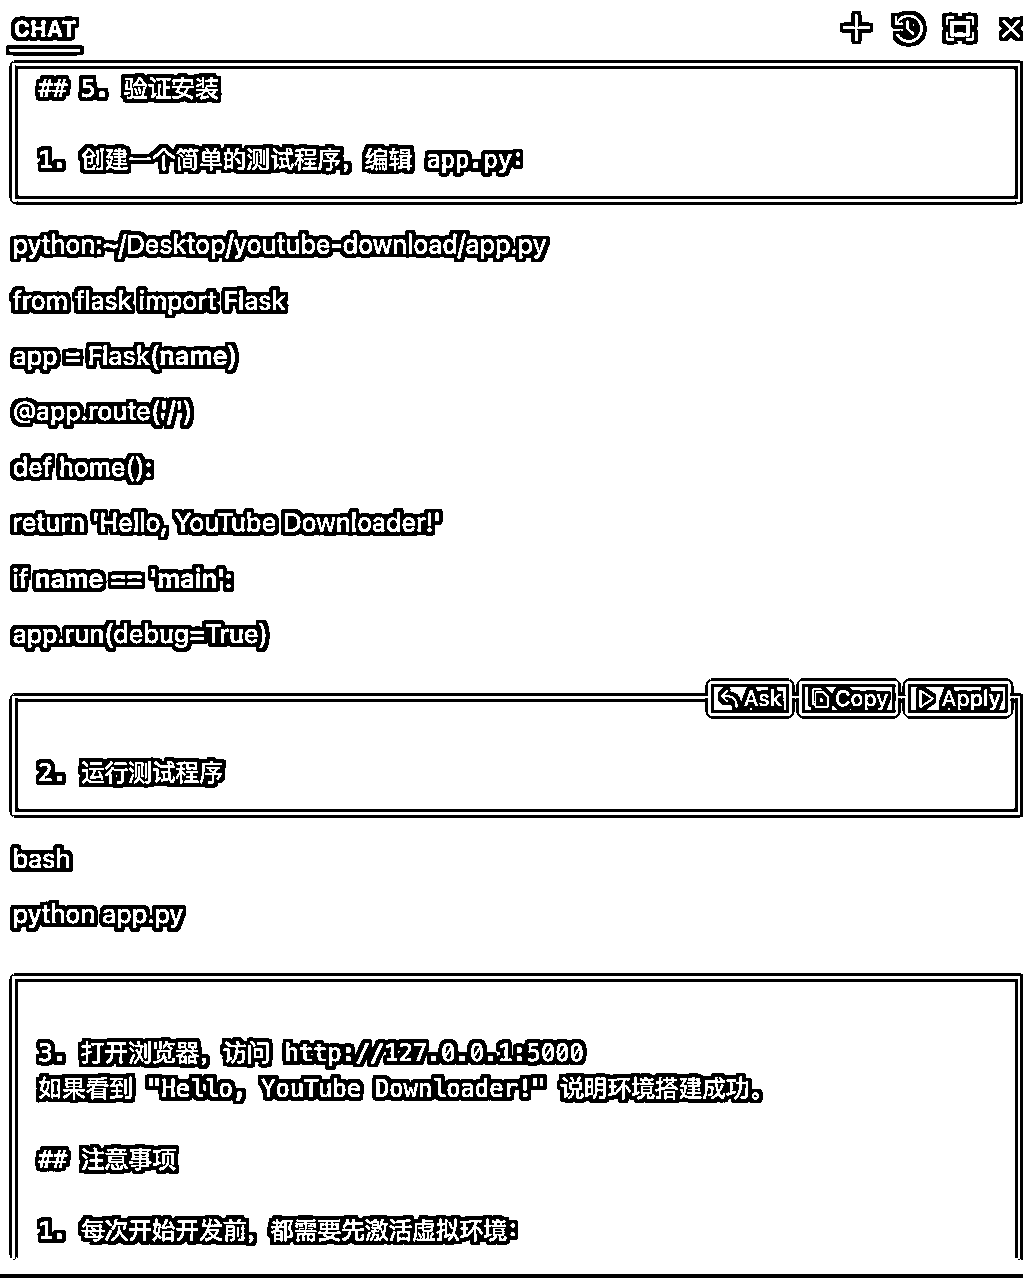 CHAT
## 5. 验证安装
1. 创建一个简单的测试程序，编辑 app.py:
python:~/Desktop/youtube-download/app.py
from flask import Flask
app = Flask(name)
@app.route('/')
def home():
return 'Hello, YouTube Downloader!'
if name == 'main':
app.run(debug=True)
Ask Copy Apply
2. 运行测试程序
bash
python app.py
3. 打开浏览器，访问 http://127.0.0.1:5000
如果看到 "Hello, YouTube Downloader!" 说明环境搭建成功。
## 注意事项
1. 每次开始开发前，都需要先激活虚拟环境：